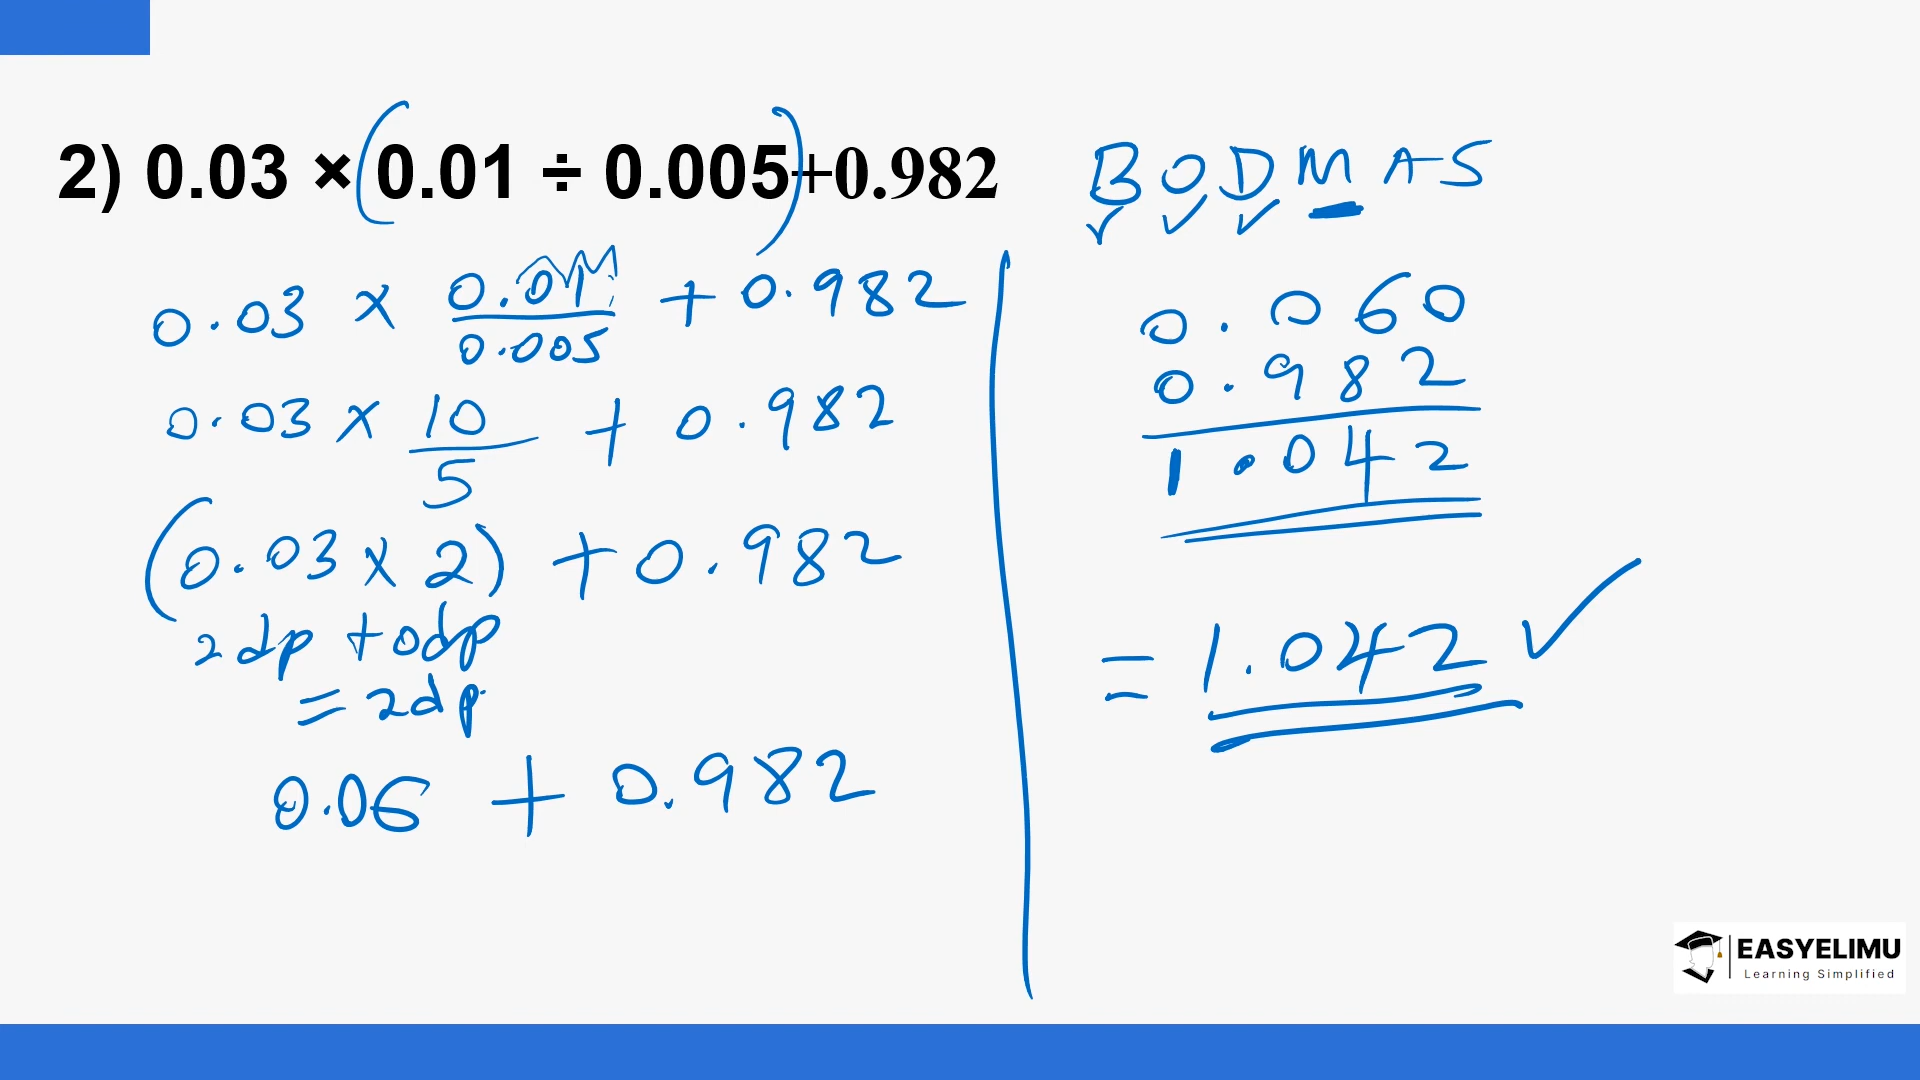 2) 0.03 × (0.01 ÷ 0.005)+0.982
0.03 × 0.01/0.005 + 0.982
0.03 × 10/5 + 0.982
(0.03 × 2) + 0.982
2dp + 0dp
= 2dp
0.06 + 0.982
BODMAS
0.060
0.982
1.042
= 1.042 ✓
EASYELIMU
Learning Simplified